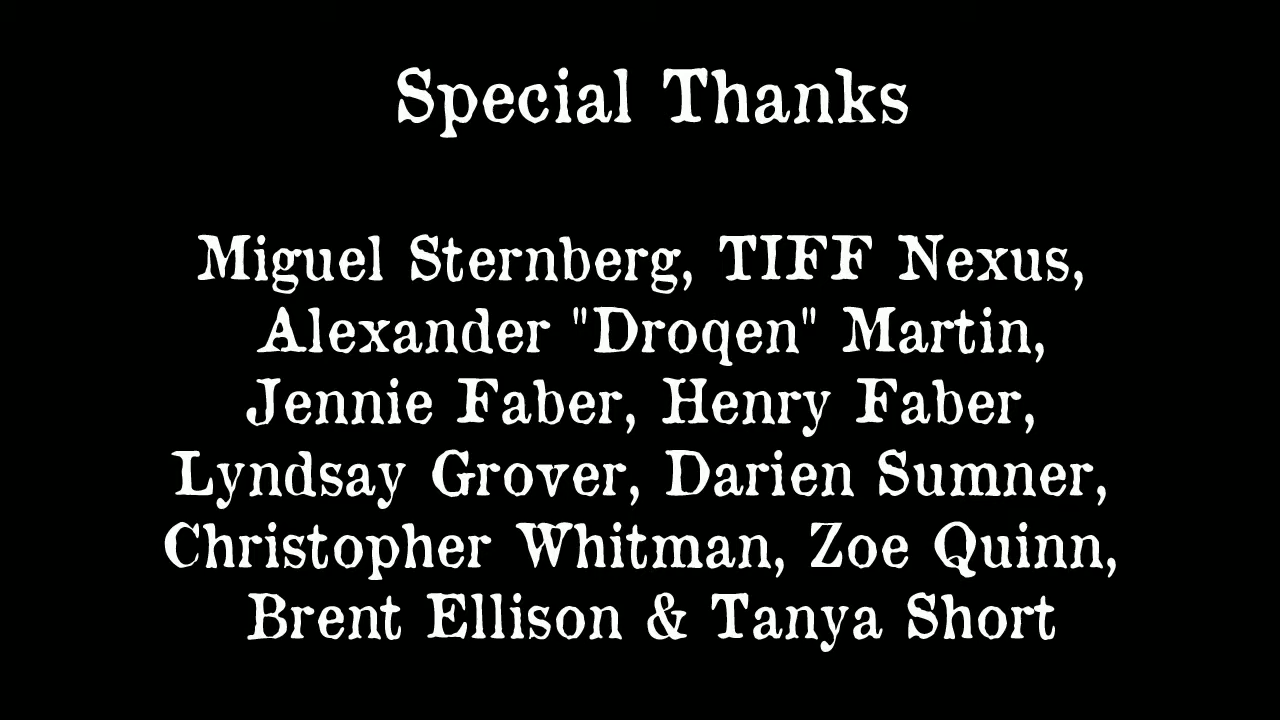 Special Thanks
Miguel Sternberg, TIFF Nexus,
Alexander "Droqen" Martin,
Jennie Faber, Henry Faber,
Lyndsay Grover, Darien Sumner,
Christopher Whitman, Zoe Quinn,
Brent Ellison & Tanya Short